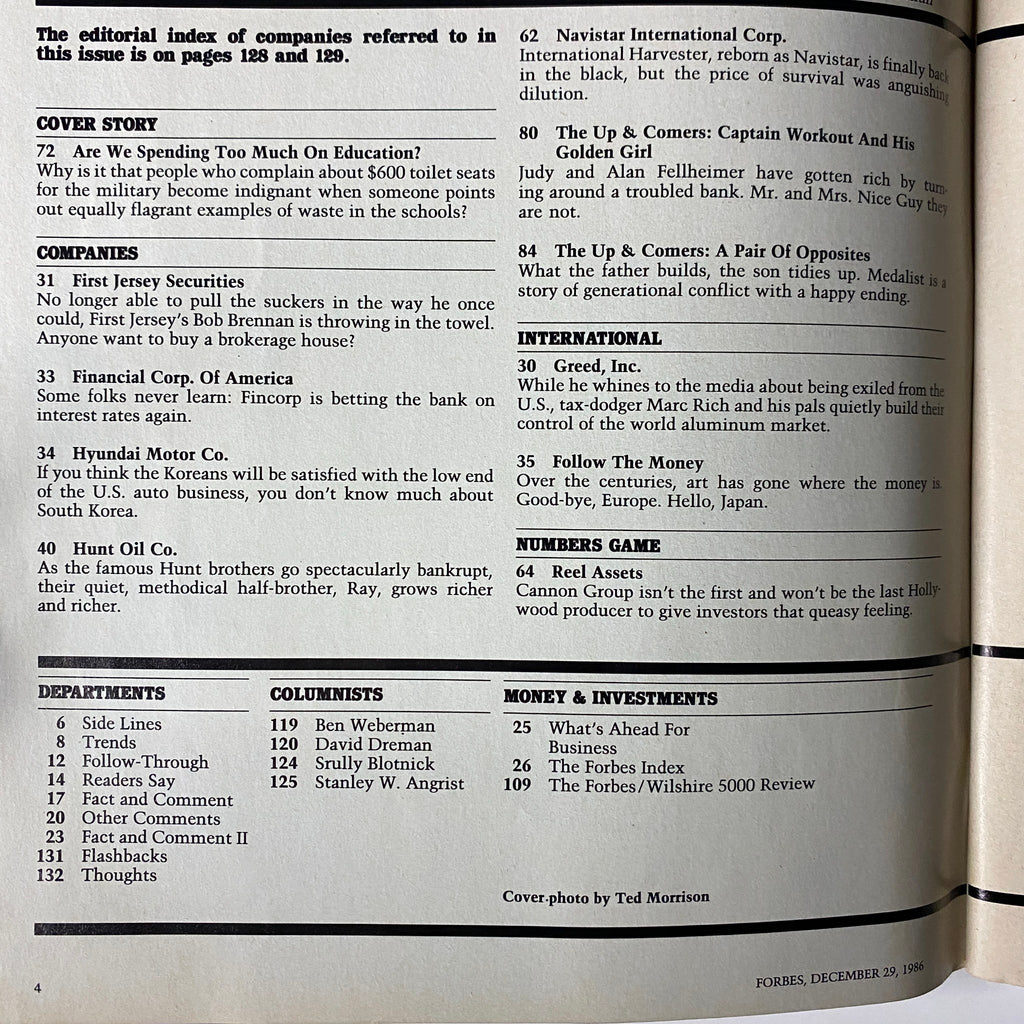 The editorial index of companies referred to in
this issue is on pages 128 and 129.
COVER STORY
72 Are We Spending Too Much On Education?
Why is it that people who complain about $600 toilet seats
for the military become indignant when someone points
out equally flagrant examples of waste in the schools?
COMPANIES
31 First Jersey Securities
No longer able to pull the suckers in the way he once
could, First Jersey's Bob Brennan is throwing in the towel.
Anyone want to buy a brokerage house?
33 Financial Corp. Of America
Some folks never learn: Fincorp is betting the bank on
interest rates again.
34 Hyundai Motor Co.
If you think the Koreans will be satisfied with the low end
of the U.S. auto business, you don't know much about
South Korea.
40 Hunt Oil Co.
As the famous Hunt brothers go spectacularly bankrupt,
their quiet, methodical half-brother, Ray, grows richer
and richer.
62 Navistar International Corp.
International Harvester, reborn as Navistar, is finally back
in the black, but the price of survival was anguishing
dilution.
80 The Up & Comers: Captain Workout And His
Golden Girl
Judy and Alan Fellheimer have gotten rich by turn-
ing around a troubled bank. Mr. and Mrs. Nice Guy they
are not.
84 The Up & Comers: A Pair Of Opposites
What the father builds, the son tidies up. Medalist is a
story of generational conflict with a happy ending.
INTERNATIONAL
30 Greed, Inc.
While he whines to the media about being exiled from the
U.S., tax-dodger Marc Rich and his pals quietly build their
control of the world aluminum market.
35 Follow The Money
Over the centuries, art has gone where the money is.
Good-bye, Europe. Hello, Japan.
NUMBERS GAME
64 Reel Assets
Cannon Group isn't the first and won't be the last Holly-
wood producer to give investors that queasy feeling.
DEPARTMENTS
6 Side Lines
8 Trends
12 Follow-Through
14 Readers Say
17 Fact and Comment
20 Other Comments
23 Fact and Comment II
131 Flashbacks
132 Thoughts
COLUMNISTS
119 Ben Weberman
120 David Dreman
124 Srully Blotnick
125 Stanley W. Angrist
MONEY & INVESTMENTS
25 What's Ahead For
Business
26 The Forbes Index
109 The Forbes/Wilshire 5000 Review
Cover photo by Ted Morrison
4
FORBES, DECEMBER 29, 1986